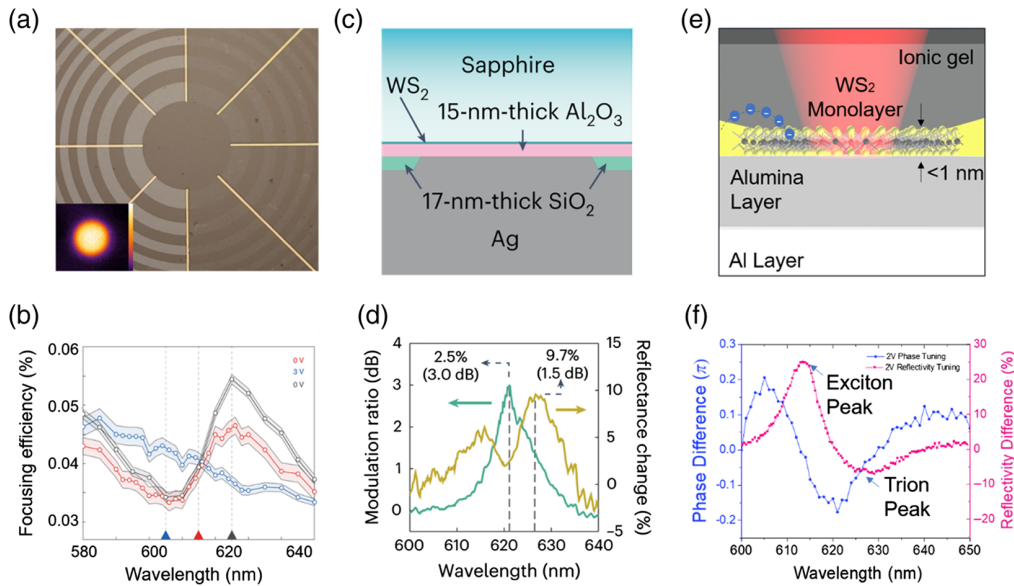 (a)
(c)
Sapphire
WS2
15-nm-thick Al2O3
17-nm-thick SiO2
Ag
(e)
Ionic gel
WS2
Monolayer
<1 nm
Alumina
Layer
Al Layer
(b)
0.06
0.05
0.04
0.03
Focusing efficiency (%)
0 V
3 V
0 V
580
600
620
640
Wavelength (nm)
(d)
4
3
2
1
0
Modulation ratio (dB)
2.5%
(3.0 dB)
9.7%
(1.5 dB)
15
10
5
0
−5
Reflectance change (%)
600
610
620
630
640
Wavelength (nm)
(f)
0.3
0.2
0.1
0.0
-0.1
-0.2
Phase Difference (π)
2V Phase Tuning
2V Reflectivity Tuning
Exciton
Peak
Trion
Peak
30
20
10
0
−10
−20
Reflectivity Difference (%)
600
610
620
630
640
650
Wavelength (nm)